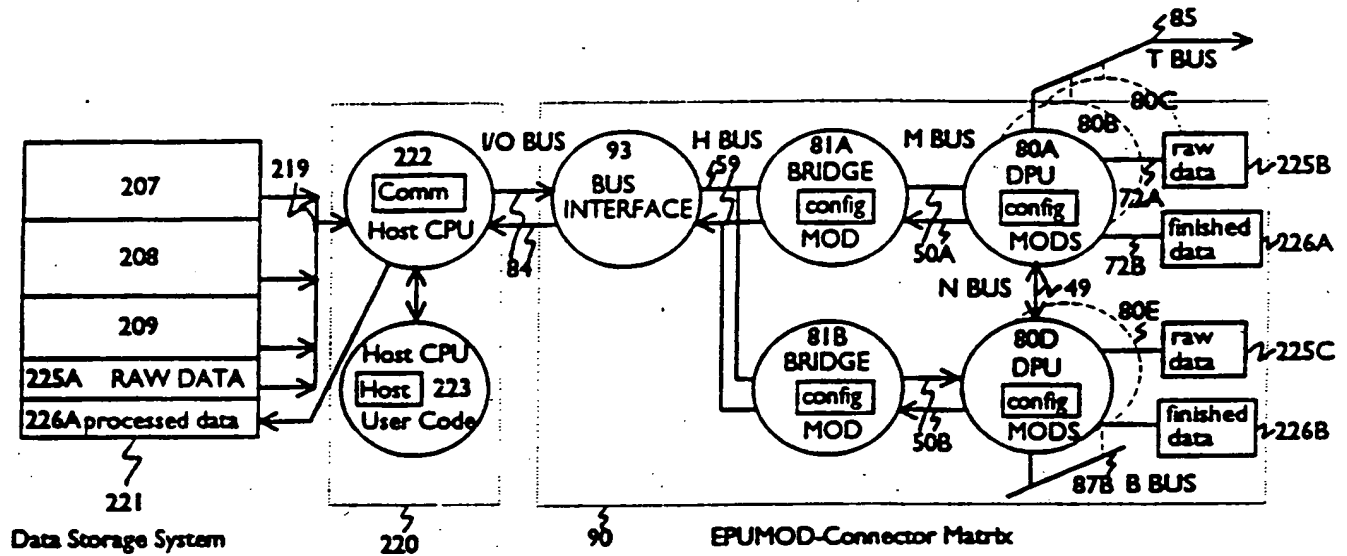 85
T BUS
80C
80B
219
I/O BUS
H BUS
M BUS
207
222
Comm
Host CPU
93
BUS
INTERFACE
59
81A
BRIDGE
config
MOD
80A
DPU
config
MODS
raw
data
225B
72A
208
84
50A
72B
finished
data
226A
N BUS
49
209
80E
225A RAW DATA
226A processed data
Host CPU
Host 223
User Code
81B
BRIDGE
config
MOD
50B
80D
DPU
config
MODS
raw
data
225C
finished
data
226B
87B B BUS
221
Data Storage System
220
90
EPUMOD-Connector Matrix